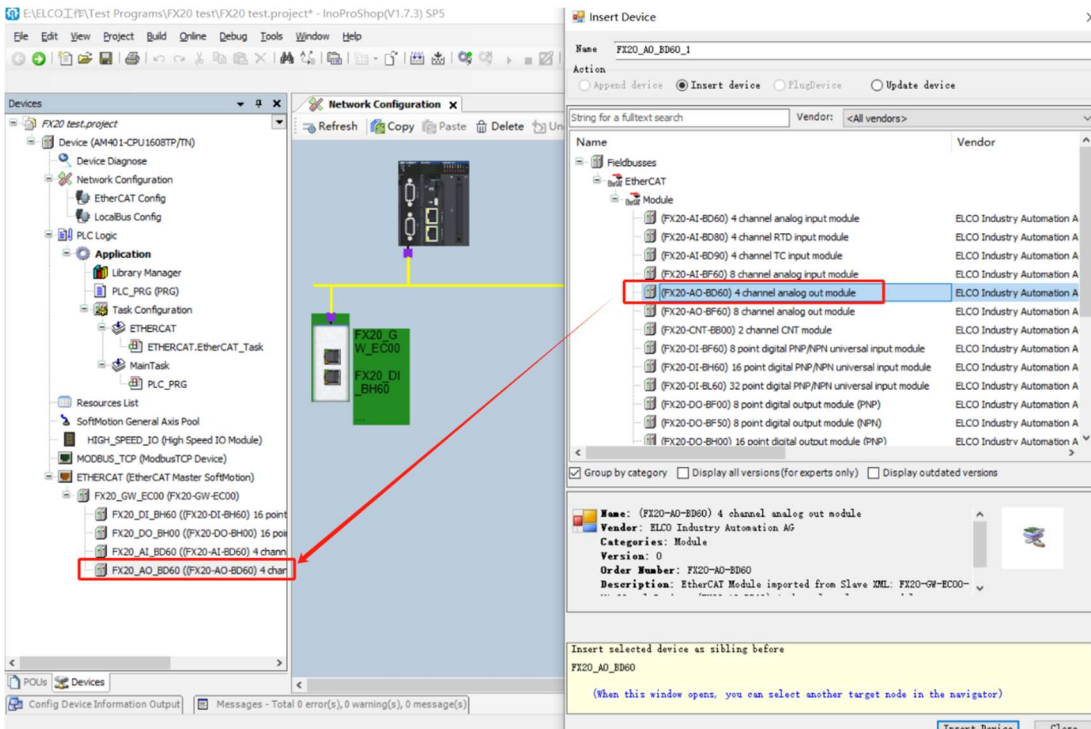 E:\ELCO工作\Test Programs\FX20 test\FX20 test.project* - InoProShop(V1.7.3) SP5
File Edit View Project Build Online Debug Tools Window Help
Devices
FX20 test.project
Device (AM401-CPU1608TP/TN)
Device Diagnose
Network Configuration
EtherCAT Config
LocalBus Config
PLC Logic
Application
Library Manager
PLC_PRG (PRG)
Task Configuration
ETHERCAT
ETHERCAT.EtherCAT_Task
MainTask
PLC_PRG
Resources List
SoftMotion General Axis Pool
HIGH_SPEED_IO (High Speed IO Module)
MODBUS_TCP (ModbusTCP Device)
ETHERCAT (EtherCAT Master SoftMotion)
FX20_GW_EC00 (FX20-GW-EC00)
FX20_DI_BH60 ((FX20-DI-BH60) 16 point
FX20_DO_BH00 ((FX20-DO-BH00) 16 poi
FX20_AI_BD60 ((FX20-AI-BD60) 4 chann
FX20_AO_BD60 ((FX20-AO-BD60) 4 char
POUs Devices
Config Device Information Output Messages - Total 0 error(s), 0 warning(s), 0 message(s)
Network Configuration
Refresh Copy Paste Delete Un
FX20_G
W_EC00
FX20_DI
_BH60
...
Insert Device
Name FX20_AO_BD60_1
Action
Append device Insert device PlugDevice Update device
String for a fulltext search Vendor: <All vendors>
Name Vendor
Fieldbusses
EtherCAT
Module
(FX20-AI-BD60) 4 channel analog input module ELCO Industry Automation A
(FX20-AI-BD80) 4 channel RTD input module ELCO Industry Automation A
(FX20-AI-BD90) 4 channel TC input module ELCO Industry Automation A
(FX20-AI-BF60) 8 channel analog input module ELCO Industry Automation A
(FX20-AO-BD60) 4 channel analog out module ELCO Industry Automation A
(FX20-AO-BF60) 8 channel analog out module ELCO Industry Automation A
(FX20-CNT-BB00) 2 channel CNT module ELCO Industry Automation A
(FX20-DI-BF60) 8 point digital PNP/NPN universal input module ELCO Industry Automation A
(FX20-DI-BH60) 16 point digital PNP/NPN universal input module ELCO Industry Automation A
(FX20-DI-BL60) 32 point digital PNP/NPN universal input module ELCO Industry Automation A
(FX20-DO-BF00) 8 point digital output module (PNP) ELCO Industry Automation A
(FX20-DO-BF50) 8 point digital output module (NPN) ELCO Industry Automation A
(FX20-DO-BH00) 16 point digital output module (PNP) ELCO Industry Automation A
Group by category Display all versions (for experts only) Display outdated versions
Name: (FX20-AO-BD60) 4 channel analog out module
Vendor: ELCO Industry Automation AG
Categories: Module
Version: 0
Order Number: FX20-AO-BD60
Description: EtherCAT Module imported from Slave XML: FX20-GW-EC00-
Insert selected device as sibling before
FX20_AO_BD60
(When this window opens, you can select another target node in the navigator)
Insert Device Close